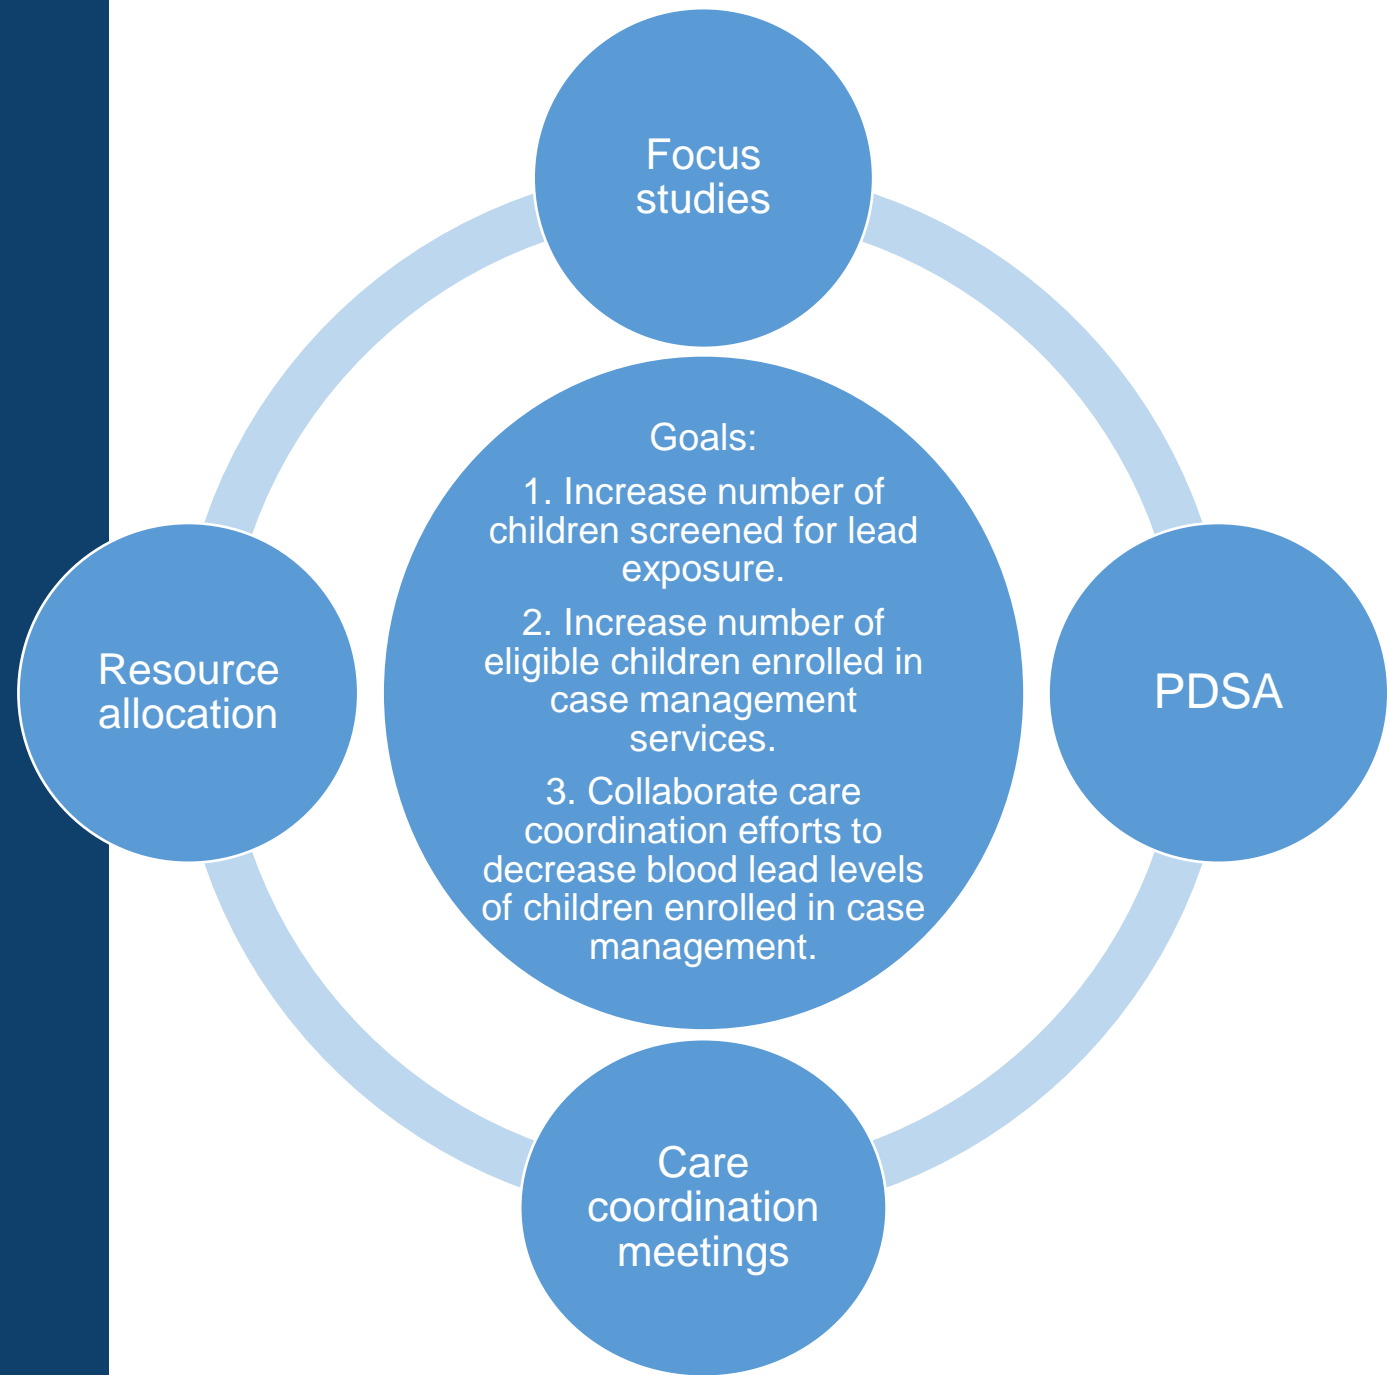 Focus
studies
Goals:
1. Increase number of
children screened for lead
exposure.
2. Increase number of
eligible children enrolled in
case management
services.
3. Collaborate care
coordination efforts to
decrease blood lead levels
of children enrolled in case
management.
Resource
allocation
PDSA
Care
coordination
meetings